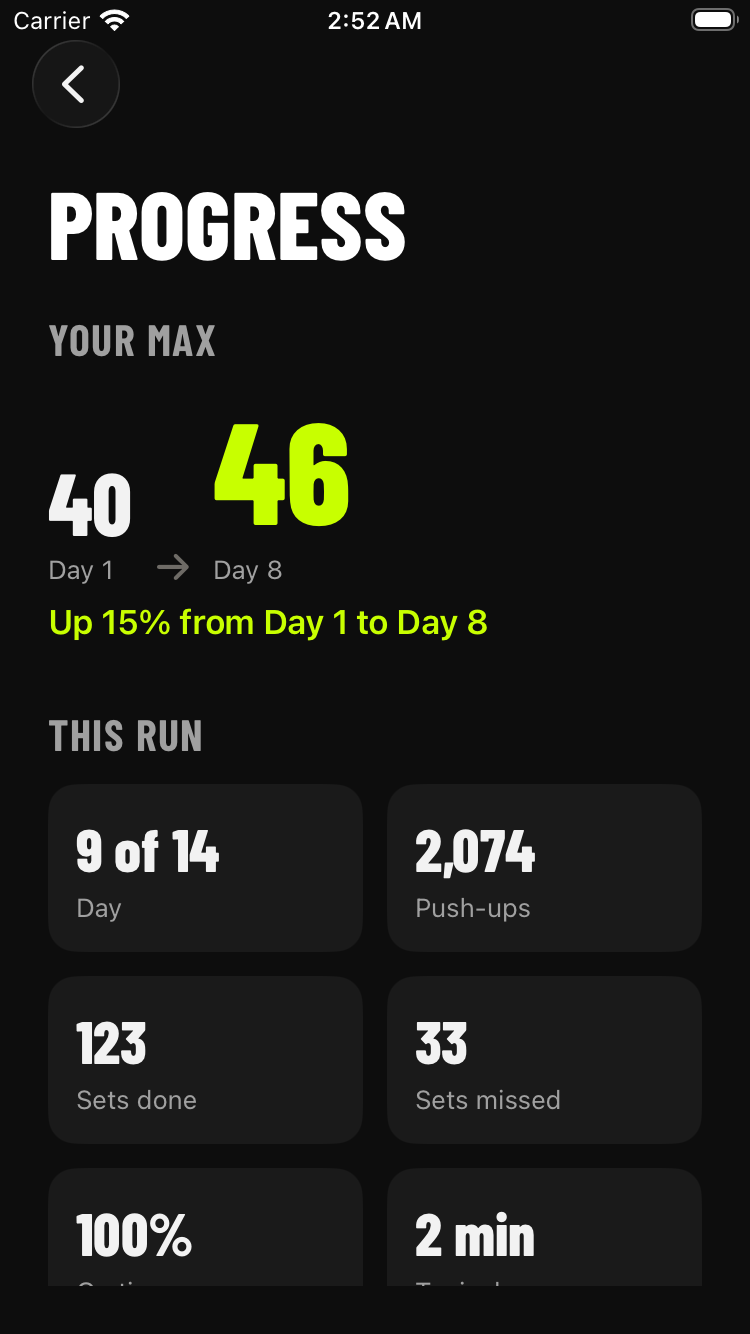 Carrier 2:52 AM
PROGRESS
YOUR MAX
40 46
Day 1 → Day 8
Up 15% from Day 1 to Day 8
THIS RUN
9 of 14 2,074
Day Push-ups
123 33
Sets done Sets missed
100% 2 min